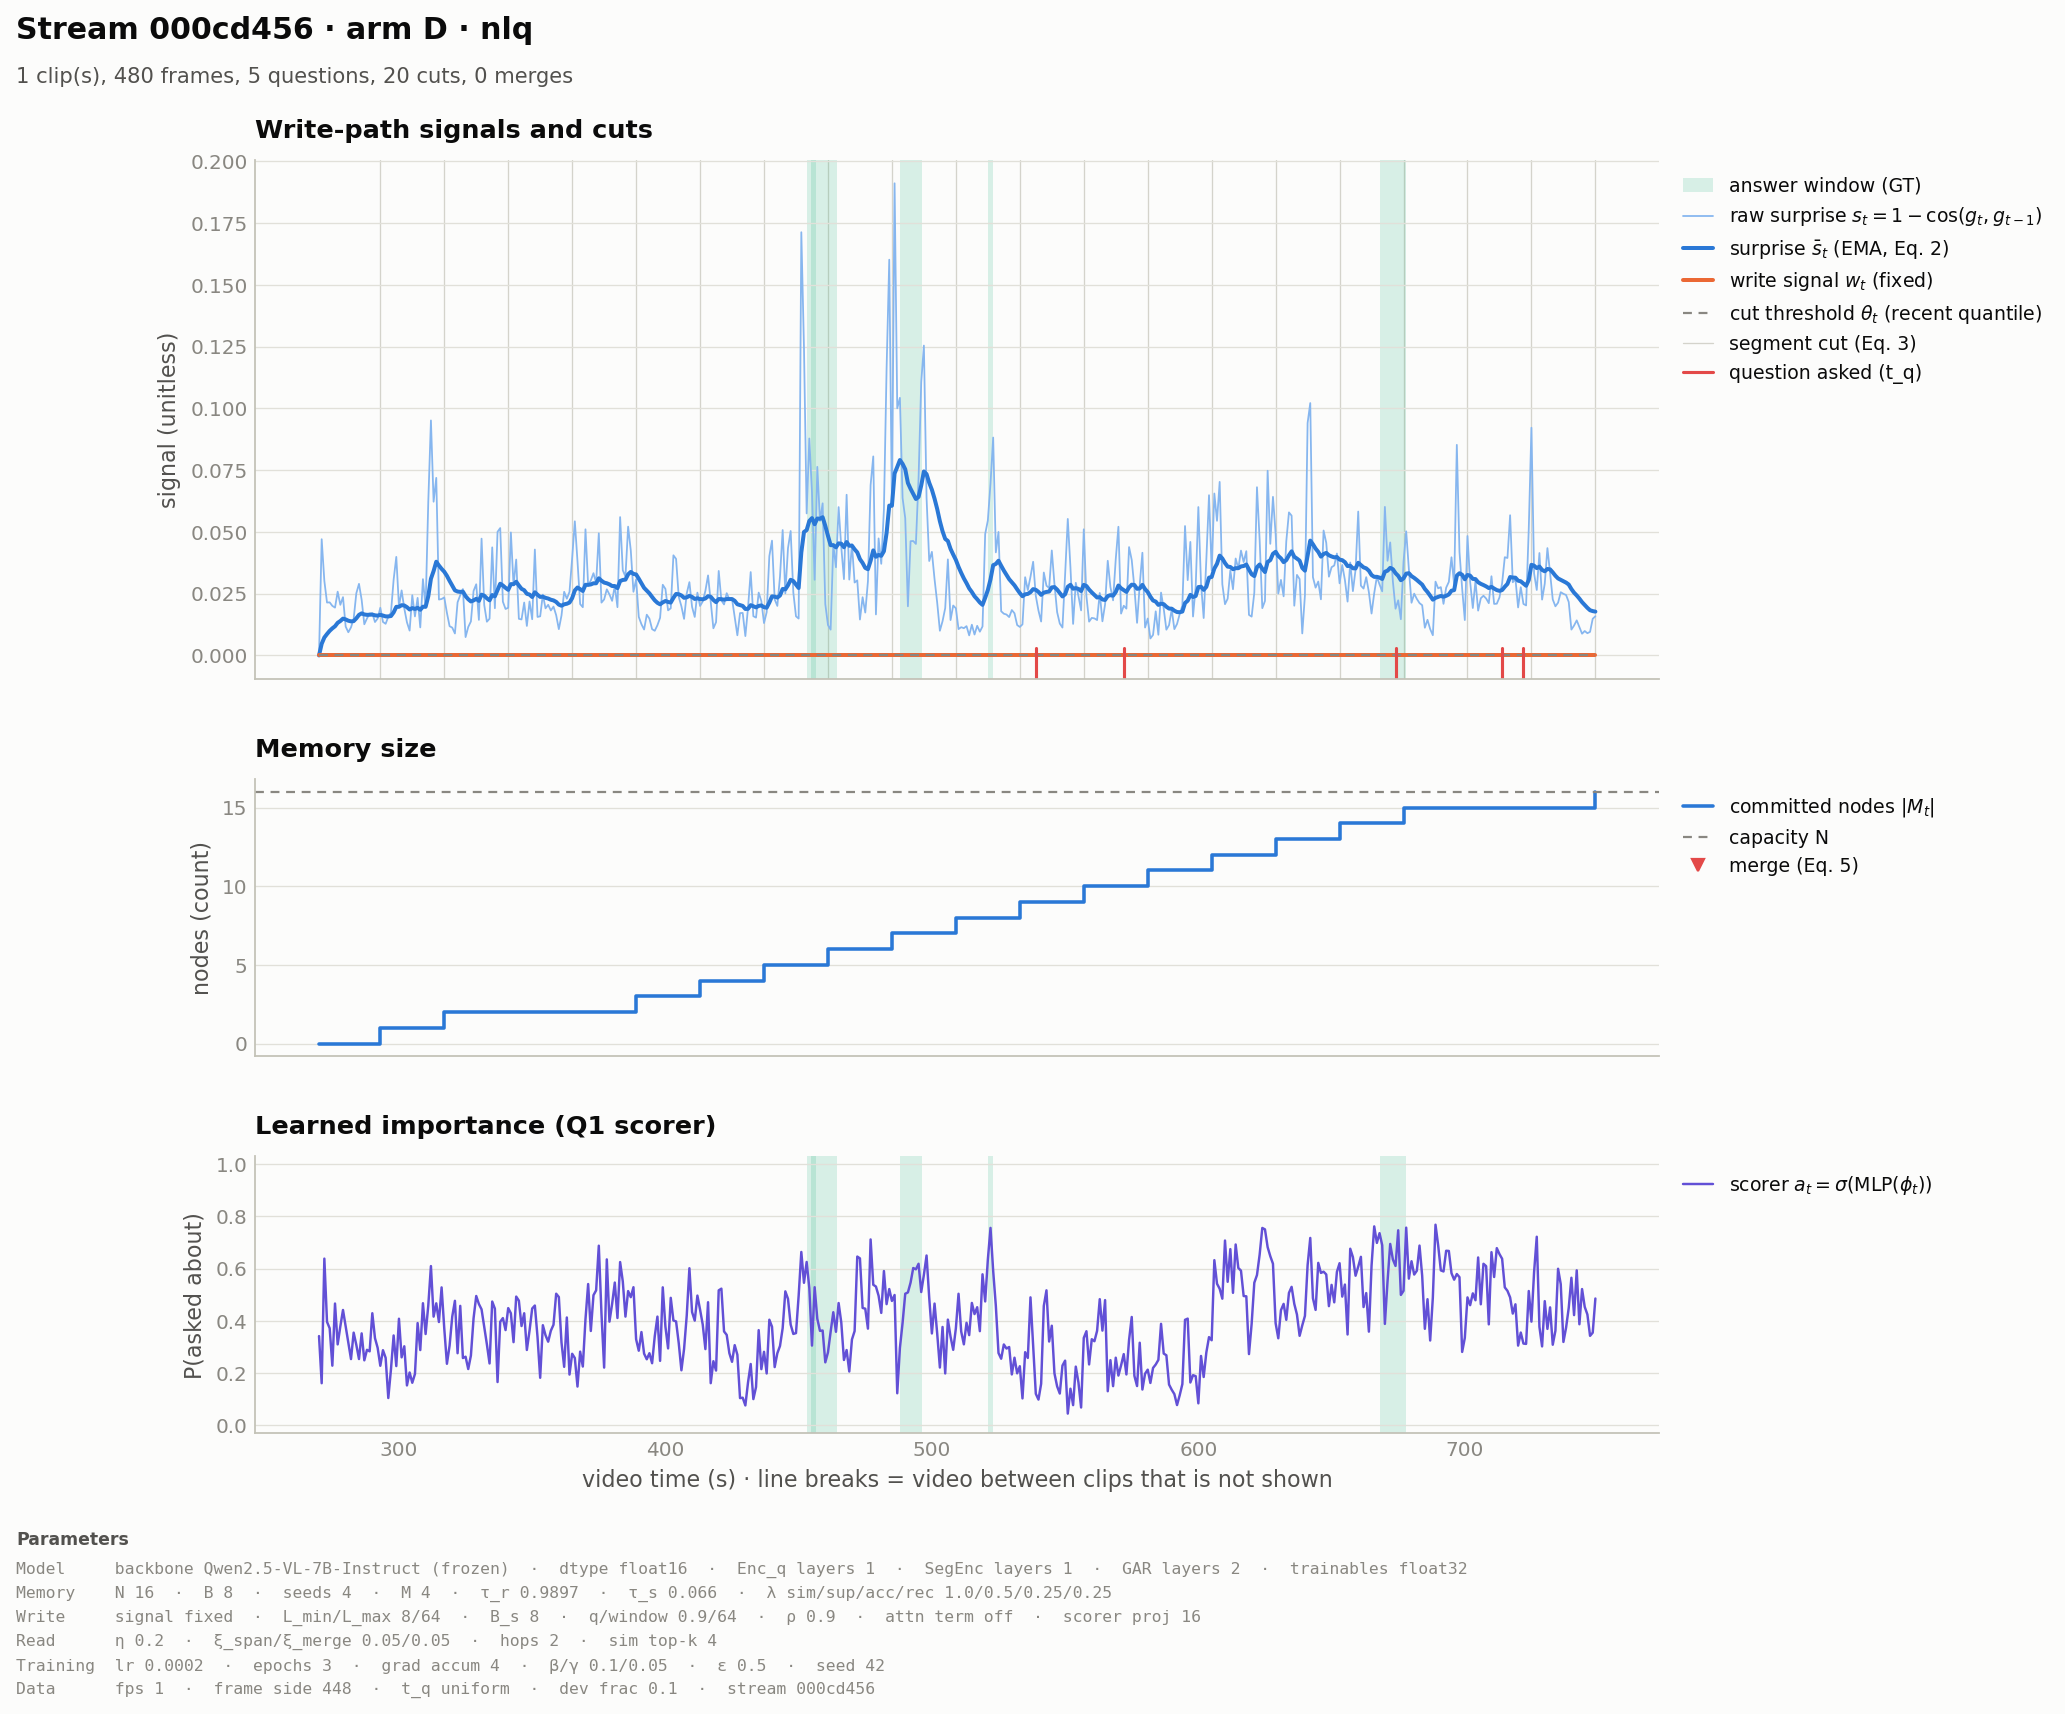 Stream 000cd456 · arm D · nlq
1 clip(s), 480 frames, 5 questions, 20 cuts, 0 merges
Write-path signals and cuts
signal (unitless)
0.200
0.175
0.150
0.125
0.100
0.075
0.050
0.025
0.000
answer window (GT)
raw surprise s_t = 1 − cos(g_t, g_{t−1})
surprise s̄_t (EMA, Eq. 2)
write signal w_t (fixed)
cut threshold θ_t (recent quantile)
segment cut (Eq. 3)
question asked (t_q)
Memory size
nodes (count)
15
10
5
0
committed nodes |M_t|
capacity N
merge (Eq. 5)
Learned importance (Q1 scorer)
P(asked about)
1.0
0.8
0.6
0.4
0.2
0.0
scorer a_t = σ(MLP(ϕ_t))
300 400 500 600 700
video time (s) · line breaks = video between clips that is not shown
Parameters
Model backbone Qwen2.5-VL-7B-Instruct (frozen) · dtype float16 · Enc_q layers 1 · SegEnc layers 1 · GAR layers 2 · trainables float32
Memory N 16 · B 8 · seeds 4 · M 4 · τ_r 0.9897 · τ_s 0.066 · λ sim/sup/acc/rec 1.0/0.5/0.25/0.25
Write signal fixed · L_min/L_max 8/64 · B_s 8 · q/window 0.9/64 · ρ 0.9 · attn term off · scorer proj 16
Read η 0.2 · ξ_span/ξ_merge 0.05/0.05 · hops 2 · sim top-k 4
Training lr 0.0002 · epochs 3 · grad accum 4 · β/γ 0.1/0.05 · ε 0.5 · seed 42
Data fps 1 · frame side 448 · t_q uniform · dev frac 0.1 · stream 000cd456